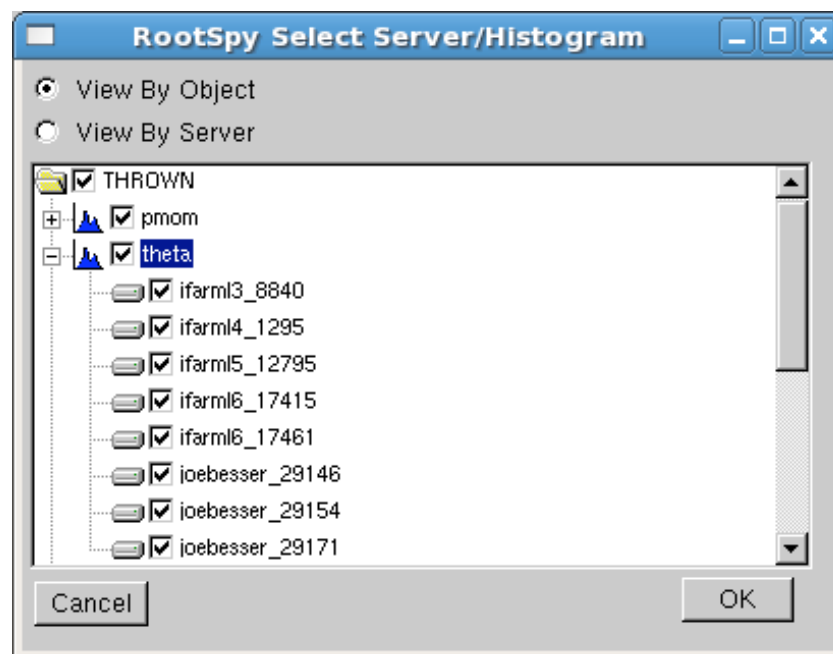 RootSpy Select Server/Histogram
View By Object
View By Server
THROWN
pmom
theta
ifarml3_8840
ifarml4_1295
ifarml5_12795
ifarml6_17415
ifarml6_17461
joebesser_29146
joebesser_29154
joebesser_29171
Cancel OK